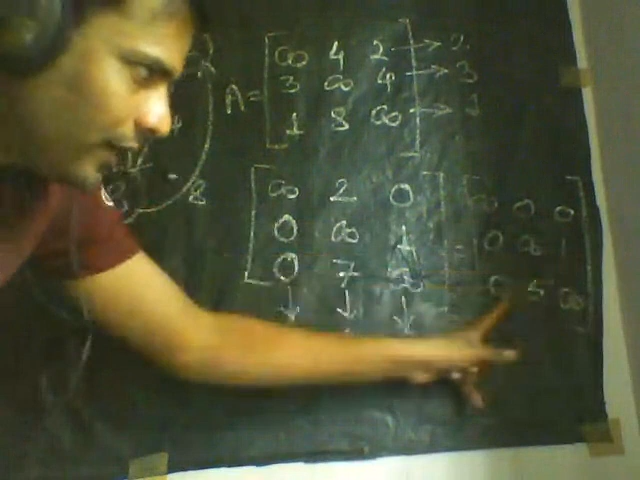 A = [ ∞ 4 2 ] → 2
3 ∞ 4 → 3
1 8 ∞ → 1
8
[ ∞ 2 0 ] [ ∞ 0 0 ]
0 ∞ 1 = 0 ∞ 1
0 7 ∞ 0 5 ∞
↓ ↓ ↓